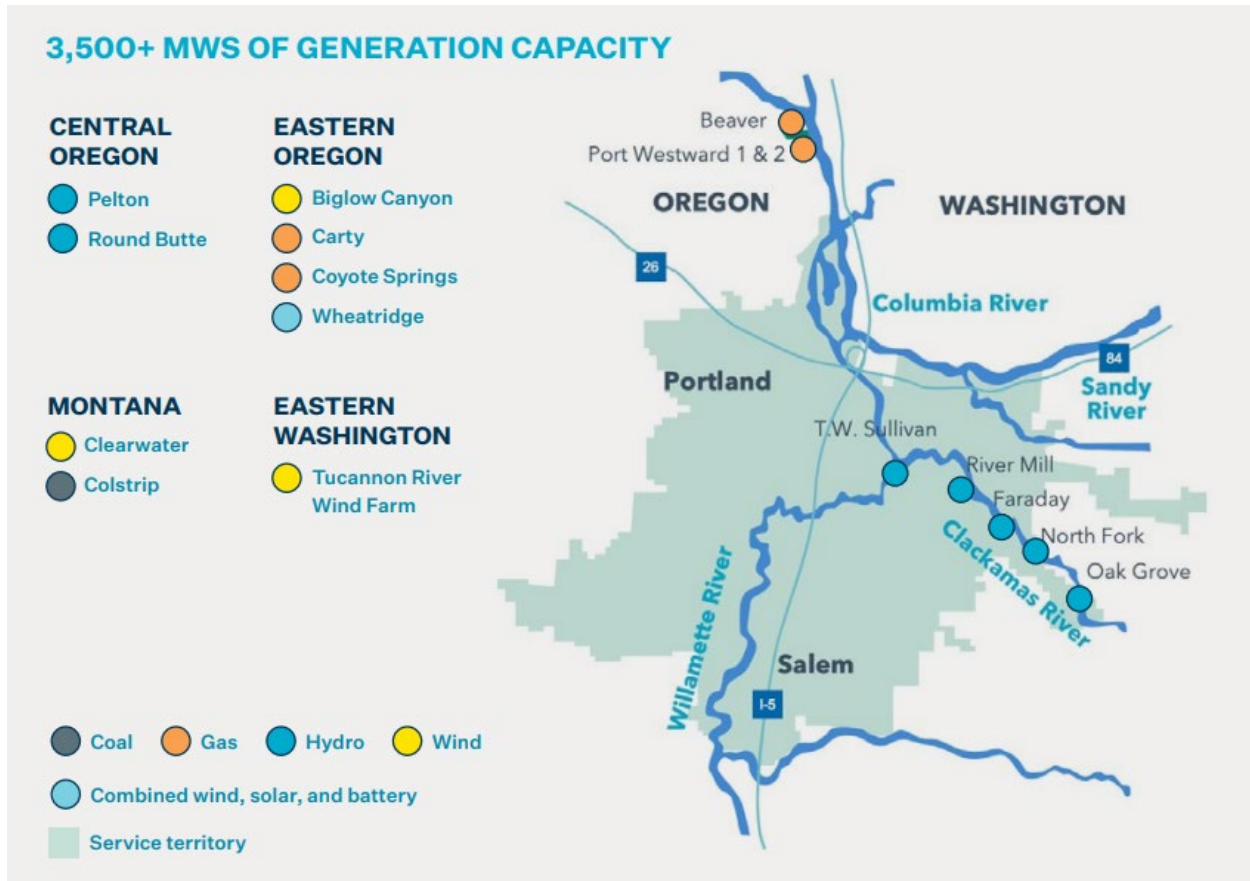 3,500+ MWS OF GENERATION CAPACITY
CENTRAL
OREGON
Pelton
Round Butte
EASTERN
OREGON
Biglow Canyon
Carty
Coyote Springs
Wheatridge
MONTANA
Clearwater
Colstrip
EASTERN
WASHINGTON
Tucannon River
Wind Farm
Coal
Gas
Hydro
Wind
Combined wind, solar, and battery
Service territory
Beaver
Port Westward 1 & 2
OREGON
WASHINGTON
26
Columbia River
84
Sandy
River
Portland
T.W. Sullivan
River Mill
Faraday
North Fork
Oak Grove
Clackamas River
Willamette River
Salem
I-5